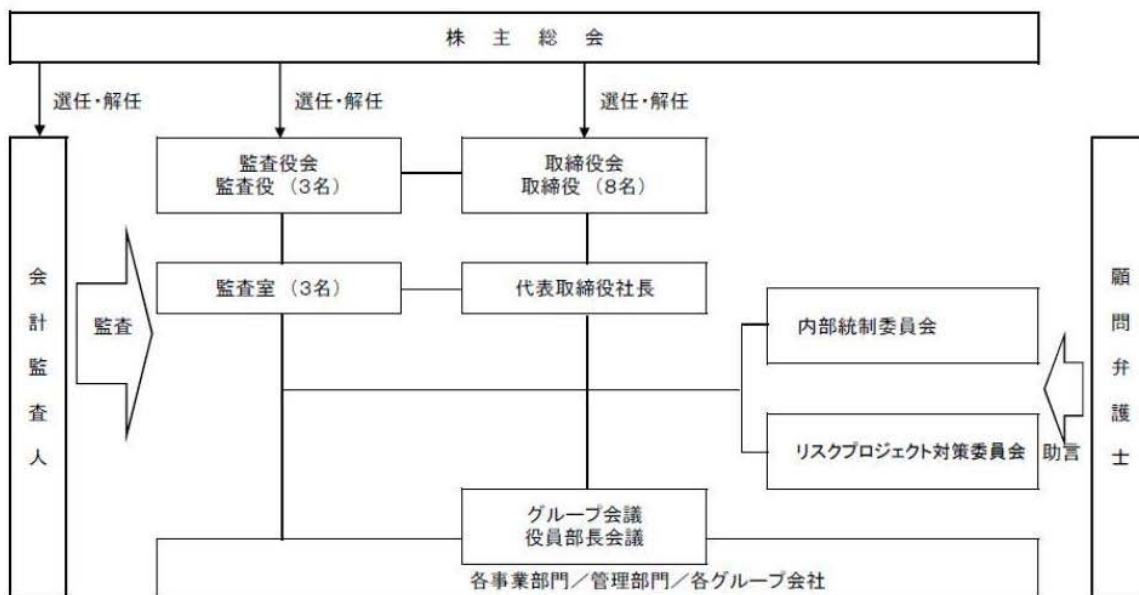 株主総会
選任・解任
選任・解任
選任・解任
監査役会
監査役（3名）
取締役会
取締役（8名）
会計監査人
監査
監査室（3名）
代表取締役社長
内部統制委員会
リスクプロジェクト対策委員会
助言
顧問弁護士
グループ会議
役員部長会議
各事業部門／管理部門／各グループ会社